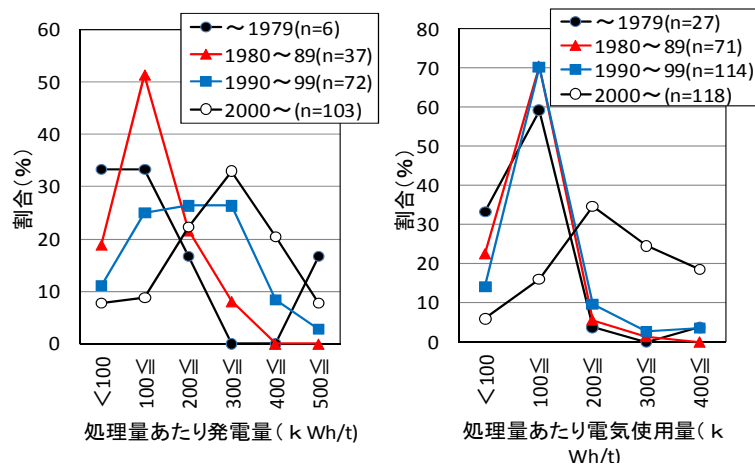 ～1979(n=6)
1980～89(n=37)
1990～99(n=72)
2000～(n=103)
60
50
40
30
20
10
0
割合(%)
<100
100≦
200≦
300≦
400≦
500≦
処理量あたり発電量(ｋWh/t)
～1979(n=27)
1980～89(n=71)
1990～99(n=114)
2000～(n=118)
80
70
60
50
40
30
20
10
0
割合(%)
<100
100≦
200≦
300≦
400≦
処理量あたり電気使用量(ｋ
Wh/t)